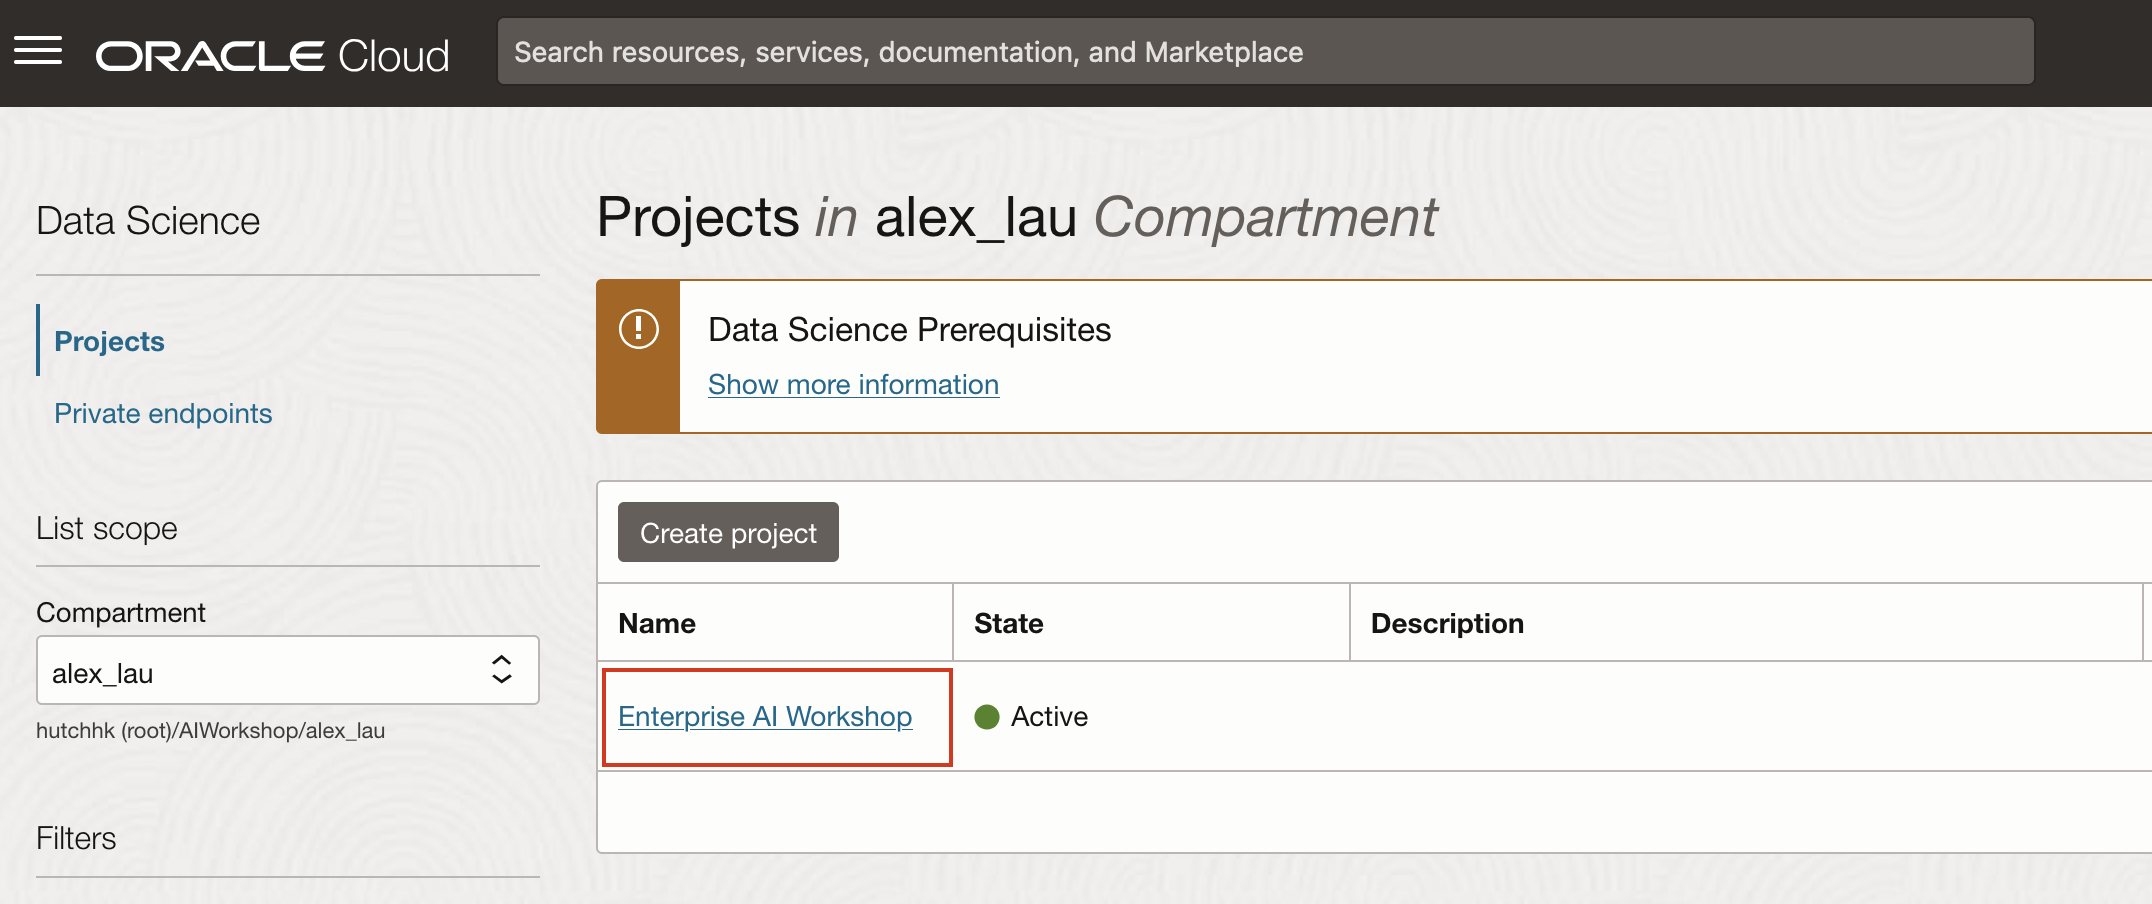 ORACLE Cloud
Search resources, services, documentation, and Marketplace
Data Science
Projects
Private endpoints
List scope
Compartment
alex_lau
hutchhk (root)/AIWorkshop/alex_lau
Filters
Projects in alex_lau Compartment
Data Science Prerequisites
Show more information
Create project
Name State Description
Enterprise AI Workshop Active